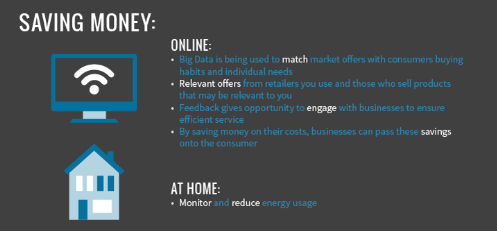 SAVING MONEY:
ONLINE:
• Big Data is being used to match market offers with consumers buying
habits and individual needs
• Relevant offers from retailers you use and those who sell products
that may be relevant to you
• Feedback gives opportunity to engage with businesses to ensure
efficient service
• By saving money on their costs, businesses can pass these savings
onto the consumer
AT HOME:
• Monitor and reduce energy usage